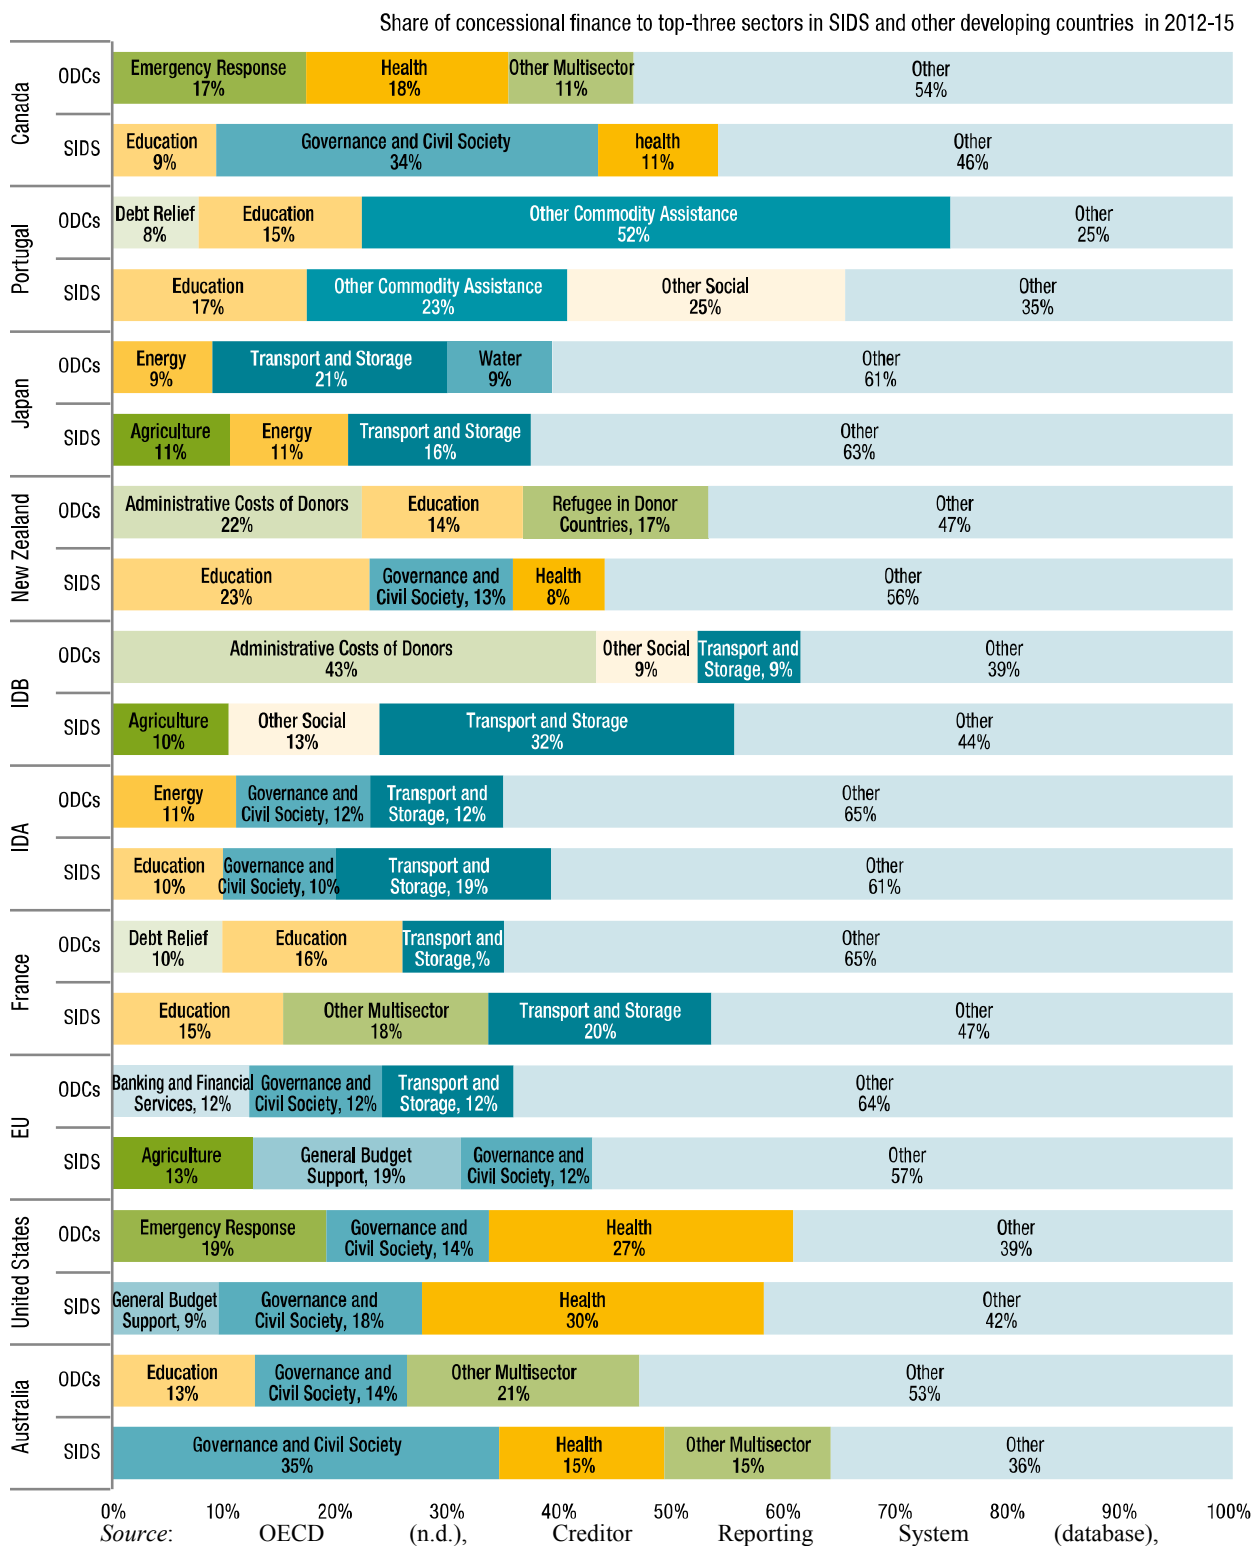 Share of concessional finance to top-three sectors in SIDS and other developing countries in 2012-15
Canada
ODCs
Emergency Response
17%
Health
18%
Other Multisector
11%
Other
54%
SIDS
Education
9%
Governance and Civil Society
34%
health
11%
Other
46%
Portugal
ODCs
Debt Relief
8%
Education
15%
Other Commodity Assistance
52%
Other
25%
SIDS
Education
17%
Other Commodity Assistance
23%
Other Social
25%
Other
35%
Japan
ODCs
Energy
9%
Transport and Storage
21%
Water
9%
Other
61%
SIDS
Agriculture
11%
Energy
11%
Transport and Storage
16%
Other
63%
New Zealand
ODCs
Administrative Costs of Donors
22%
Education
14%
Refugee in Donor
Countries, 17%
Other
47%
SIDS
Education
23%
Governance and
Civil Society, 13%
Health
8%
Other
56%
IDB
ODCs
Administrative Costs of Donors
43%
Other Social
9%
Transport and
Storage, 9%
Other
39%
SIDS
Agriculture
10%
Other Social
13%
Transport and Storage
32%
Other
44%
IDA
ODCs
Energy
11%
Governance and
Civil Society, 12%
Transport and
Storage, 12%
Other
65%
SIDS
Education
10%
Governance and
Civil Society, 10%
Transport and
Storage, 19%
Other
61%
France
ODCs
Debt Relief
10%
Education
16%
Transport and
Storage,%
Other
65%
SIDS
Education
15%
Other Multisector
18%
Transport and Storage
20%
Other
47%
EU
ODCs
Banking and Financial
Services, 12%
Governance and
Civil Society, 12%
Transport and
Storage, 12%
Other
64%
SIDS
Agriculture
13%
General Budget
Support, 19%
Governance and
Civil Society, 12%
Other
57%
United States
ODCs
Emergency Response
19%
Governance and
Civil Society, 14%
Health
27%
Other
39%
SIDS
General Budget
Support, 9%
Governance and
Civil Society, 18%
Health
30%
Other
42%
Australia
ODCs
Education
13%
Governance and
Civil Society, 14%
Other Multisector
21%
Other
53%
SIDS
Governance and Civil Society
35%
Health
15%
Other Multisector
15%
Other
36%
0% 10% 20% 30% 40% 50% 60% 70% 80% 90% 100%
Source: OECD (n.d.), Creditor Reporting System (database),